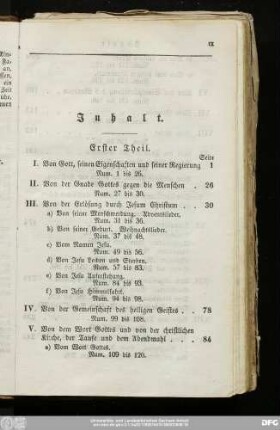 IX
Inhalt.
Erster Theil.
Seite
I. Von Gott, seinen Eigenschaften und seiner Regierung 1
Num. 1 bis 26.
II. Von der Gnade Gottes gegen die Menschen . 26
Num. 27 bis 30.
III. Von der Erlösung durch Jesum Christum . . 30
a) Von seiner Menschwerdung. Adventslieder.
Num. 31 bis 36.
b) Von seiner Geburt. Weihnachtslieder.
Num. 37 bis 48.
c) Vom Namen Jesu.
Num. 49 bis 56.
d) Von Jesu Leiden und Sterben.
Num. 57 bis 83.
e) Von Jesu Auferstehung.
Num. 84 bis 93.
f) Von Jesu Himmelfahrt.
Num. 94 bis 98.
IV. Von der Gemeinschaft des heiligen Geistes . . 78
Num. 99 bis 108.
V. Von dem Wort Gottes und von der christlichen
Kirche, der Taufe und dem Abendmahl . . 84
a) Vom Wort Gottes.
Num. 109 bis 120.
DFG